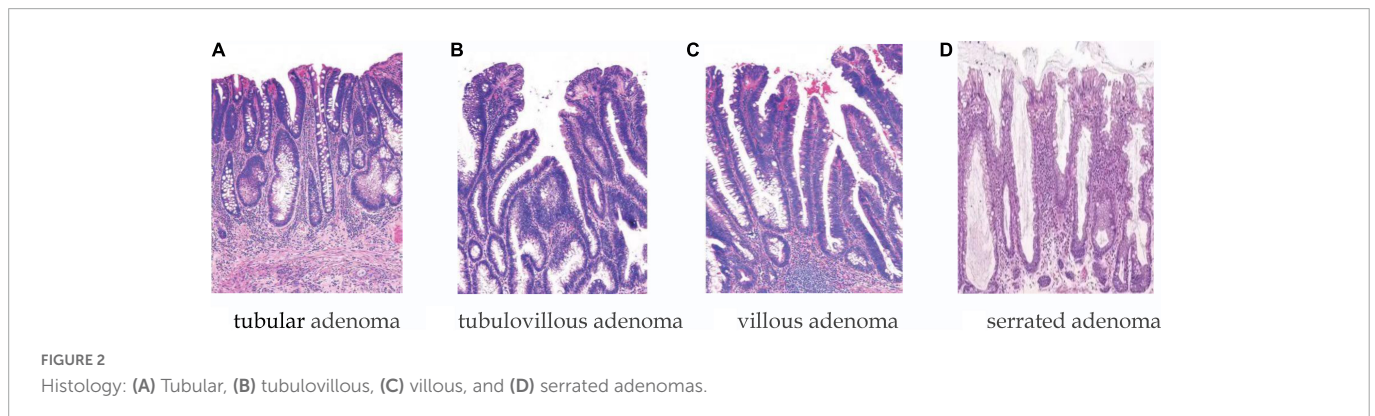 A B C D
tubular adenoma tubulovillous adenoma villous adenoma serrated adenoma
FIGURE 2
Histology: (A) Tubular, (B) tubulovillous, (C) villous, and (D) serrated adenomas.